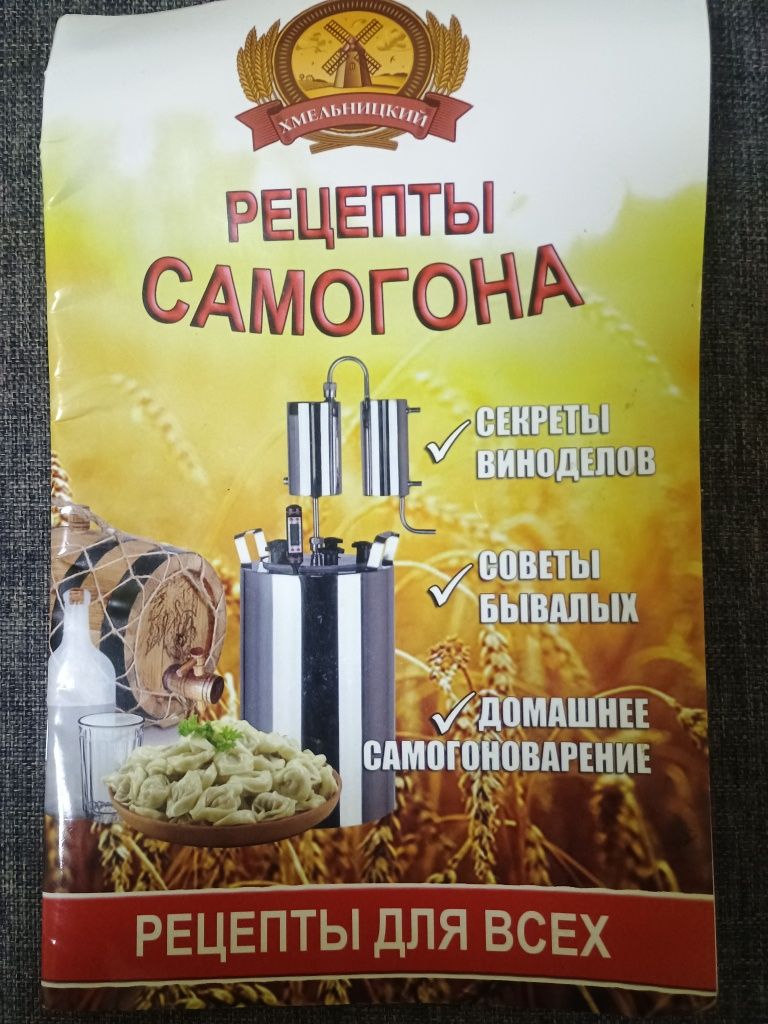 ХМЕЛЬНИЦКИЙ
РЕЦЕПТЫ
САМОГОНА
СЕКРЕТЫ
ВИНОДЕЛОВ
СОВЕТЫ
БЫВАЛЫХ
ДОМАШНЕЕ
САМОГОНОВАРЕНИЕ
РЕЦЕПТЫ ДЛЯ ВСЕХ